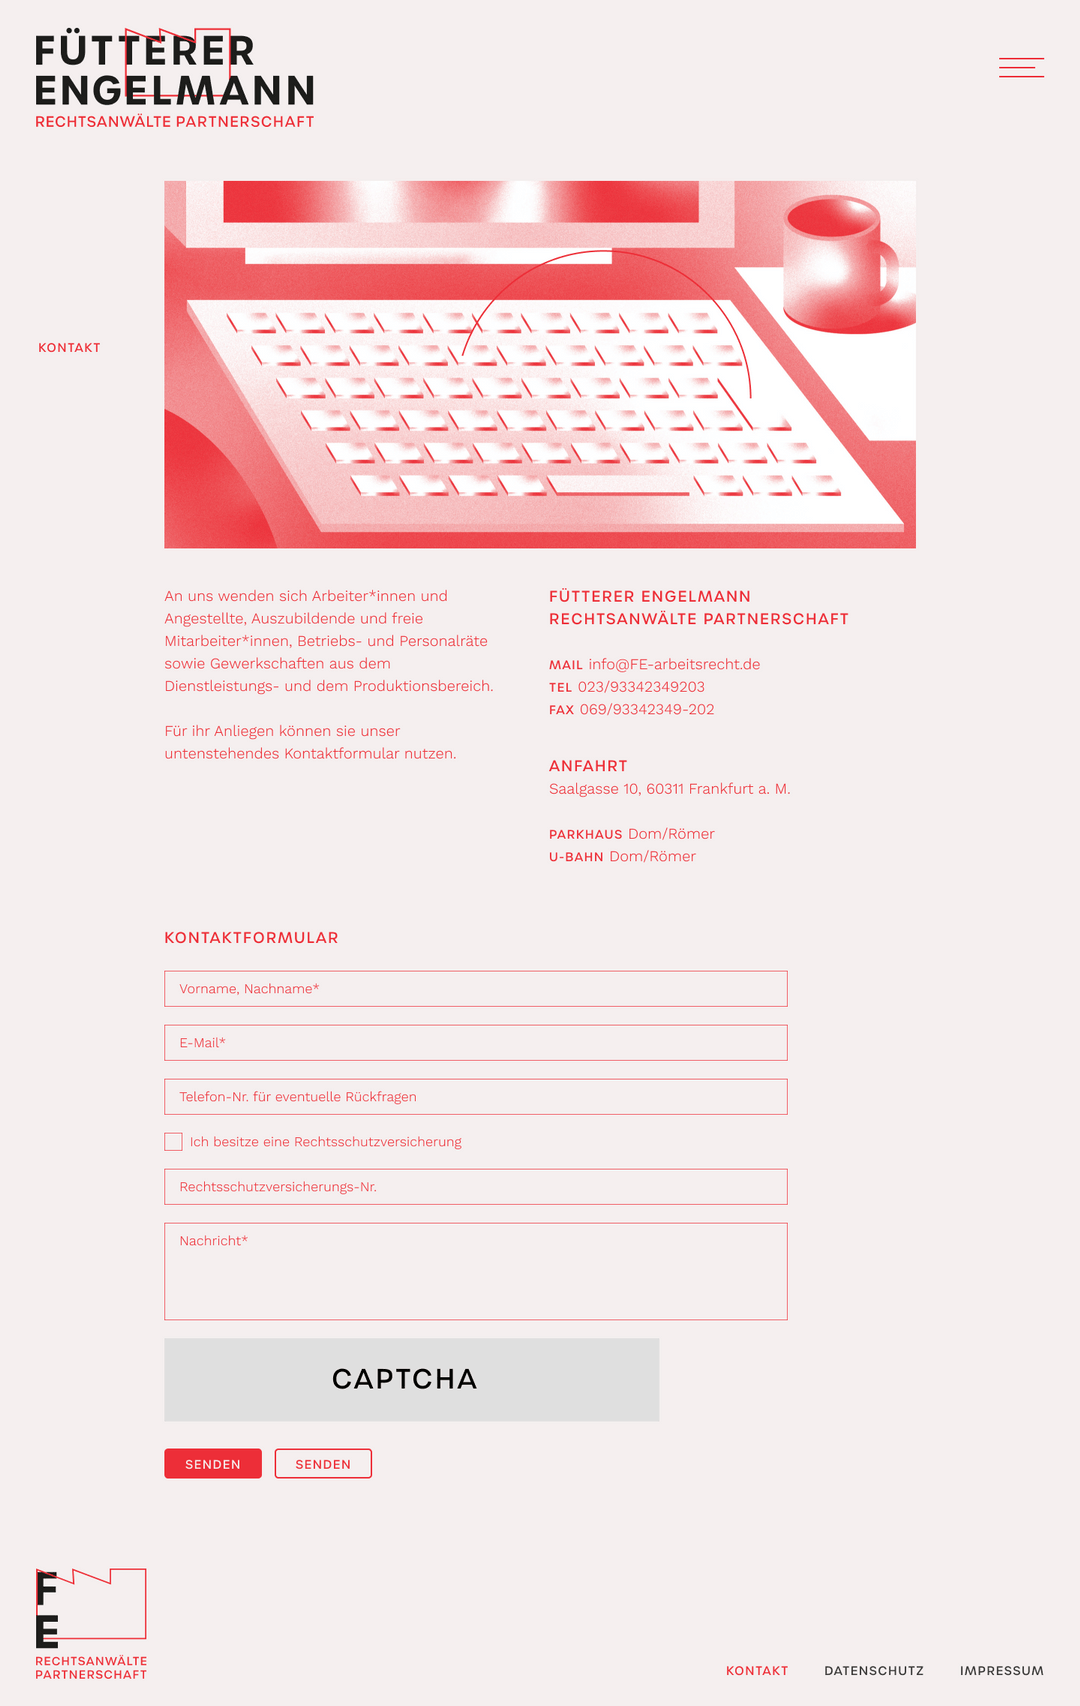 FÜTTERER
ENGELMANN
RECHTSANWÄLTE PARTNERSCHAFT
KONTAKT
An uns wenden sich Arbeiter*innen und
Angestellte, Auszubildende und freie
Mitarbeiter*innen, Betriebs- und Personalräte
sowie Gewerkschaften aus dem
Dienstleistungs- und dem Produktionsbereich.
Für ihr Anliegen können sie unser
untenstehendes Kontaktformular nutzen.
FÜTTERER ENGELMANN
RECHTSANWÄLTE PARTNERSCHAFT
MAIL info@FE-arbeitsrecht.de
TEL 023/93342349203
FAX 069/93342349-202
ANFAHRT
Saalgasse 10, 60311 Frankfurt a. M.
PARKHAUS Dom/Römer
U-BAHN Dom/Römer
KONTAKTFORMULAR
Vorname, Nachname*
E-Mail*
Telefon-Nr. für eventuelle Rückfragen
Ich besitze eine Rechtsschutzversicherung
Rechtsschutzversicherungs-Nr.
Nachricht*
CAPTCHA
SENDEN SENDEN
F
E
RECHTSANWÄLTE
PARTNERSCHAFT
KONTAKT DATENSCHUTZ IMPRESSUM